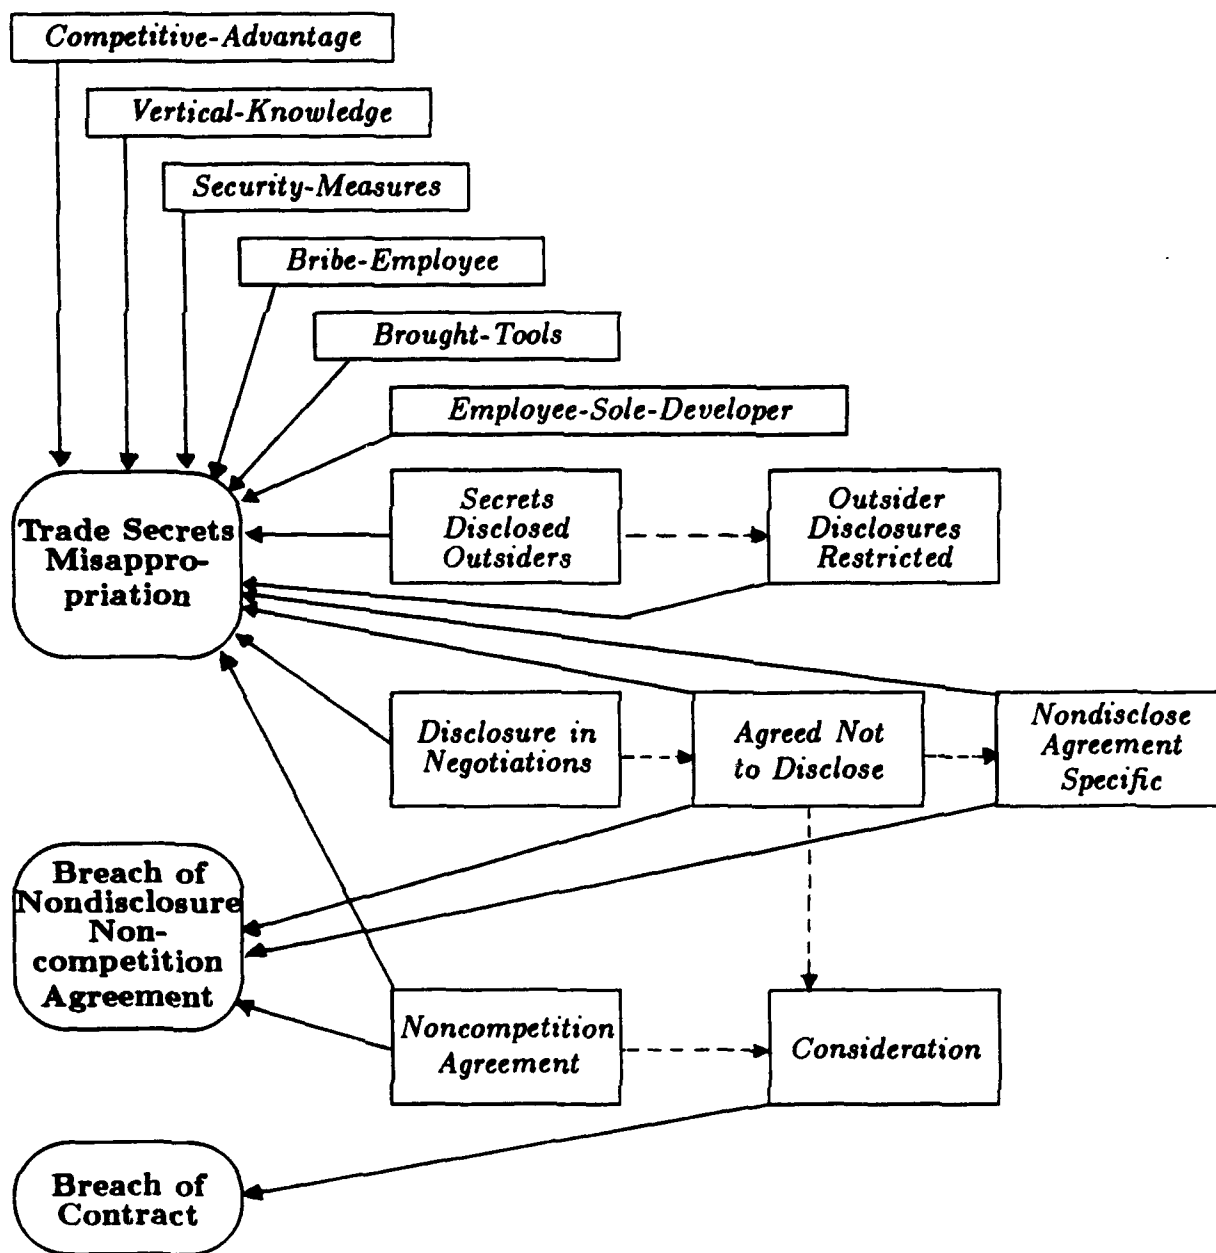 Competitive-Advantage
Vertical-Knowledge
Security-Measures
Bribe-Employee
Brought-Tools
Employee-Sole-Developer
Trade Secrets
Misappro-
priation
Secrets
Disclosed
Outsiders
Outsider
Disclosures
Restricted
Disclosure in
Negotiations
Agreed Not
to Disclose
Nondisclose
Agreement
Specific
Breach of
Nondisclosure
Non-
competition
Agreement
Noncompetition
Agreement
Consideration
Breach of
Contract